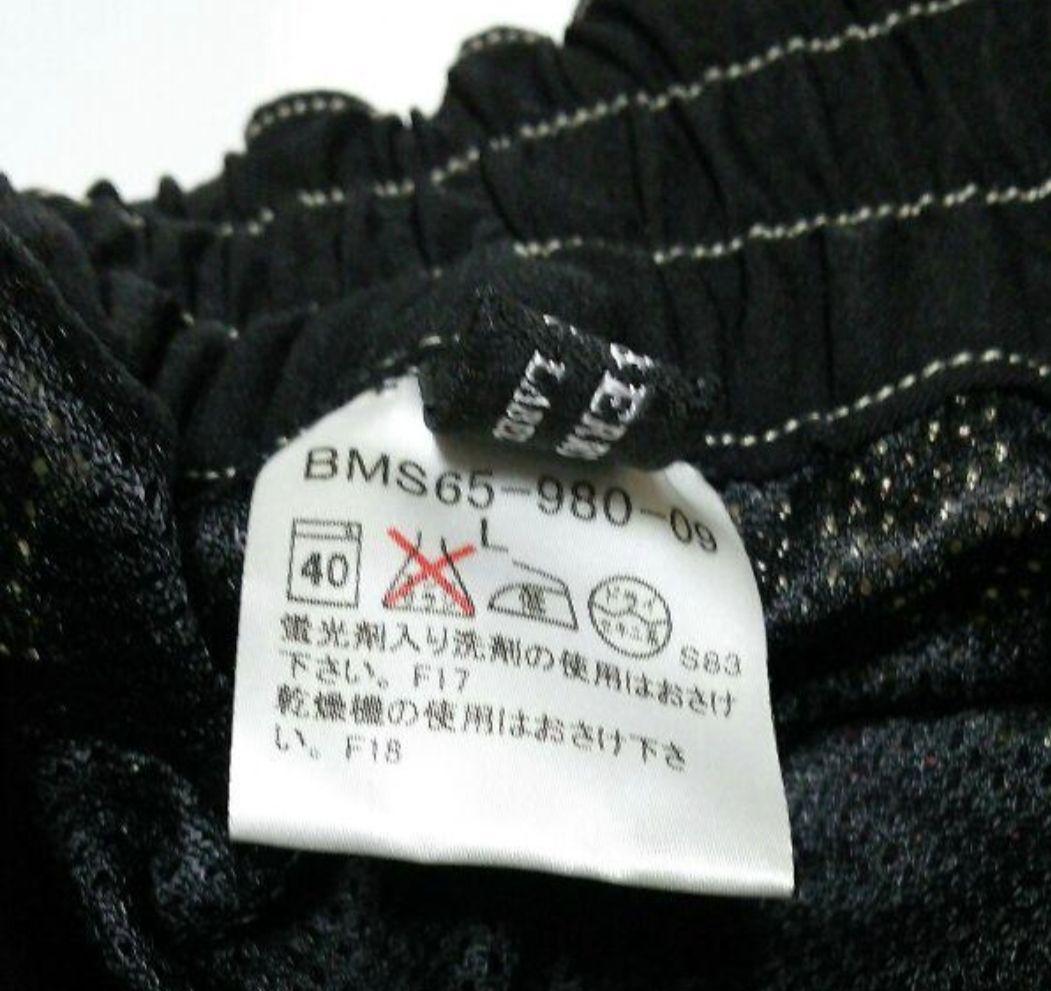 LAND
BMS65-980-09
L
40
S83
蛍光剤入り洗剤の使用はおさけ
下さい。F17
乾燥機の使用はおさけ下さ
い。F18